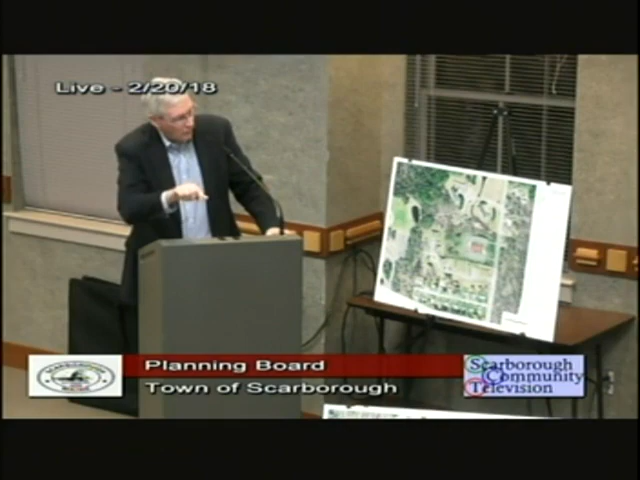 Live - 2/20/18
Planning Board
Town of Scarborough
Scarborough
Community
Television